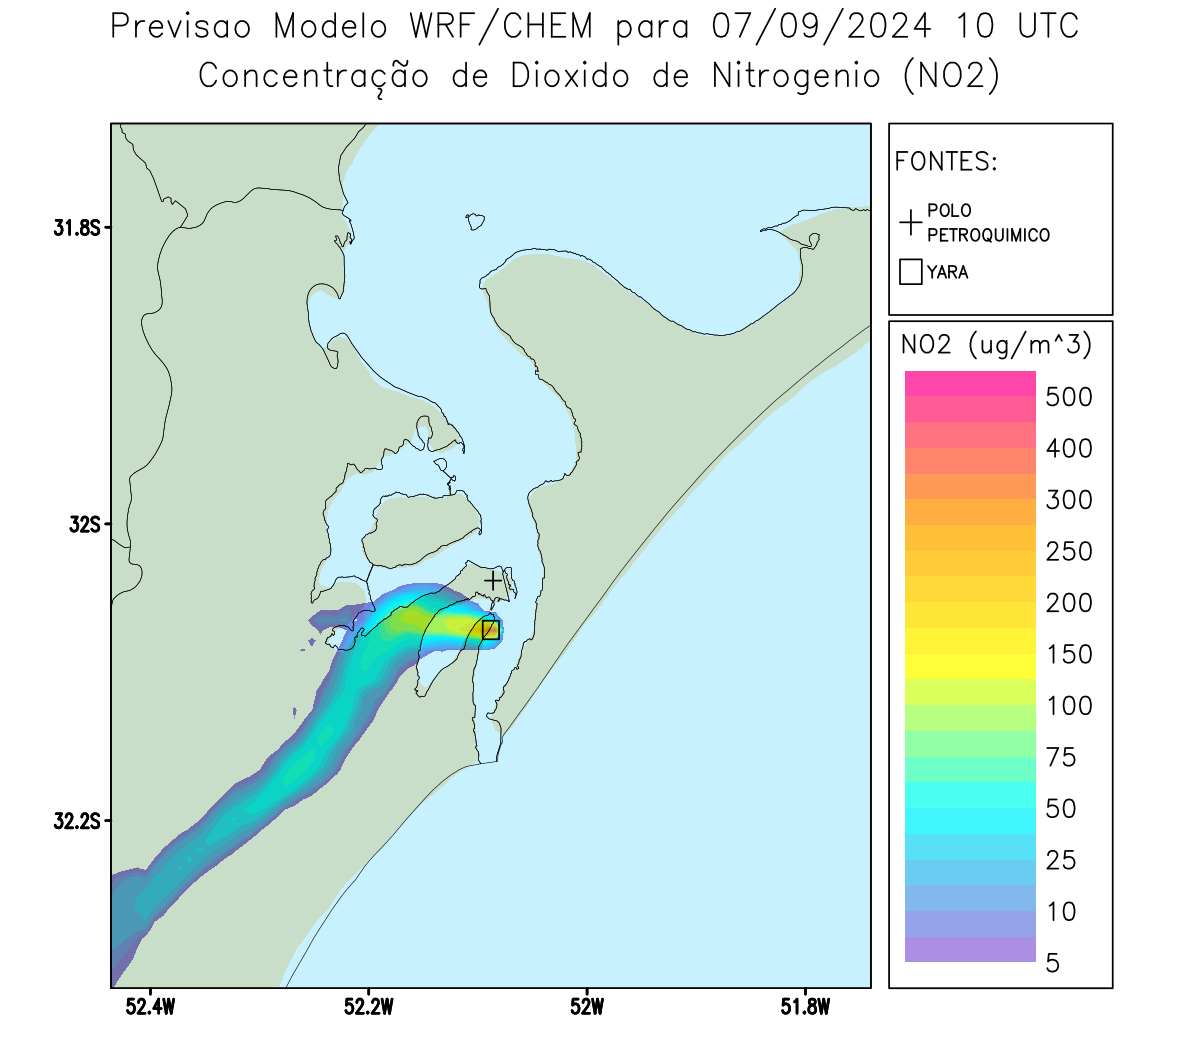 Previsao Modelo WRF/CHEM para 07/09/2024 10 UTC
Concentração de Dioxido de Nitrogenio (NO2)
FONTES:
POLO
PETROQUIMICO
YARA
NO2 (ug/m^3)
500
400
300
250
200
150
100
75
50
25
10
5
31.8S
32S
32.2S
52.4W
52.2W
52W
51.8W